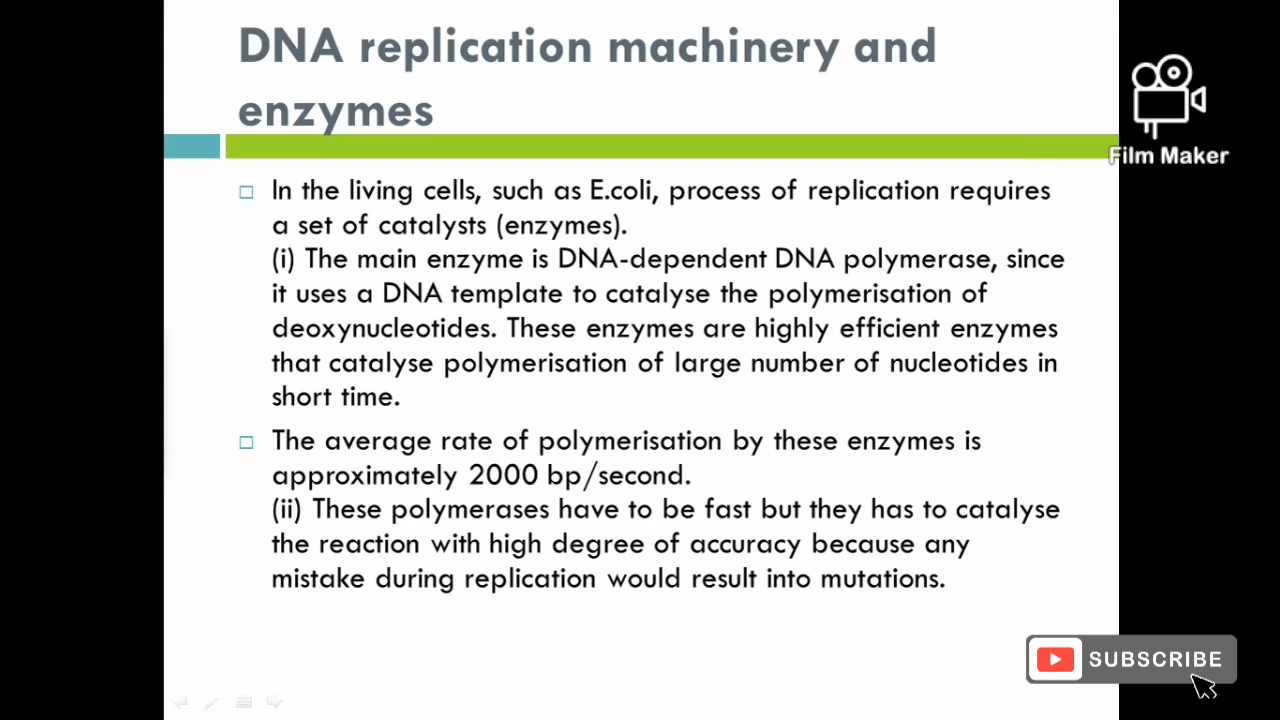 DNA replication machinery and
enzymes
Film Maker
In the living cells, such as E.coli, process of replication requires
a set of catalysts (enzymes).
(i) The main enzyme is DNA-dependent DNA polymerase, since
it uses a DNA template to catalyse the polymerisation of
deoxynucleotides. These enzymes are highly efficient enzymes
that catalyse polymerisation of large number of nucleotides in
short time.
The average rate of polymerisation by these enzymes is
approximately 2000 bp/second.
(ii) These polymerases have to be fast but they has to catalyse
the reaction with high degree of accuracy because any
mistake during replication would result into mutations.
SUBSCRIBE